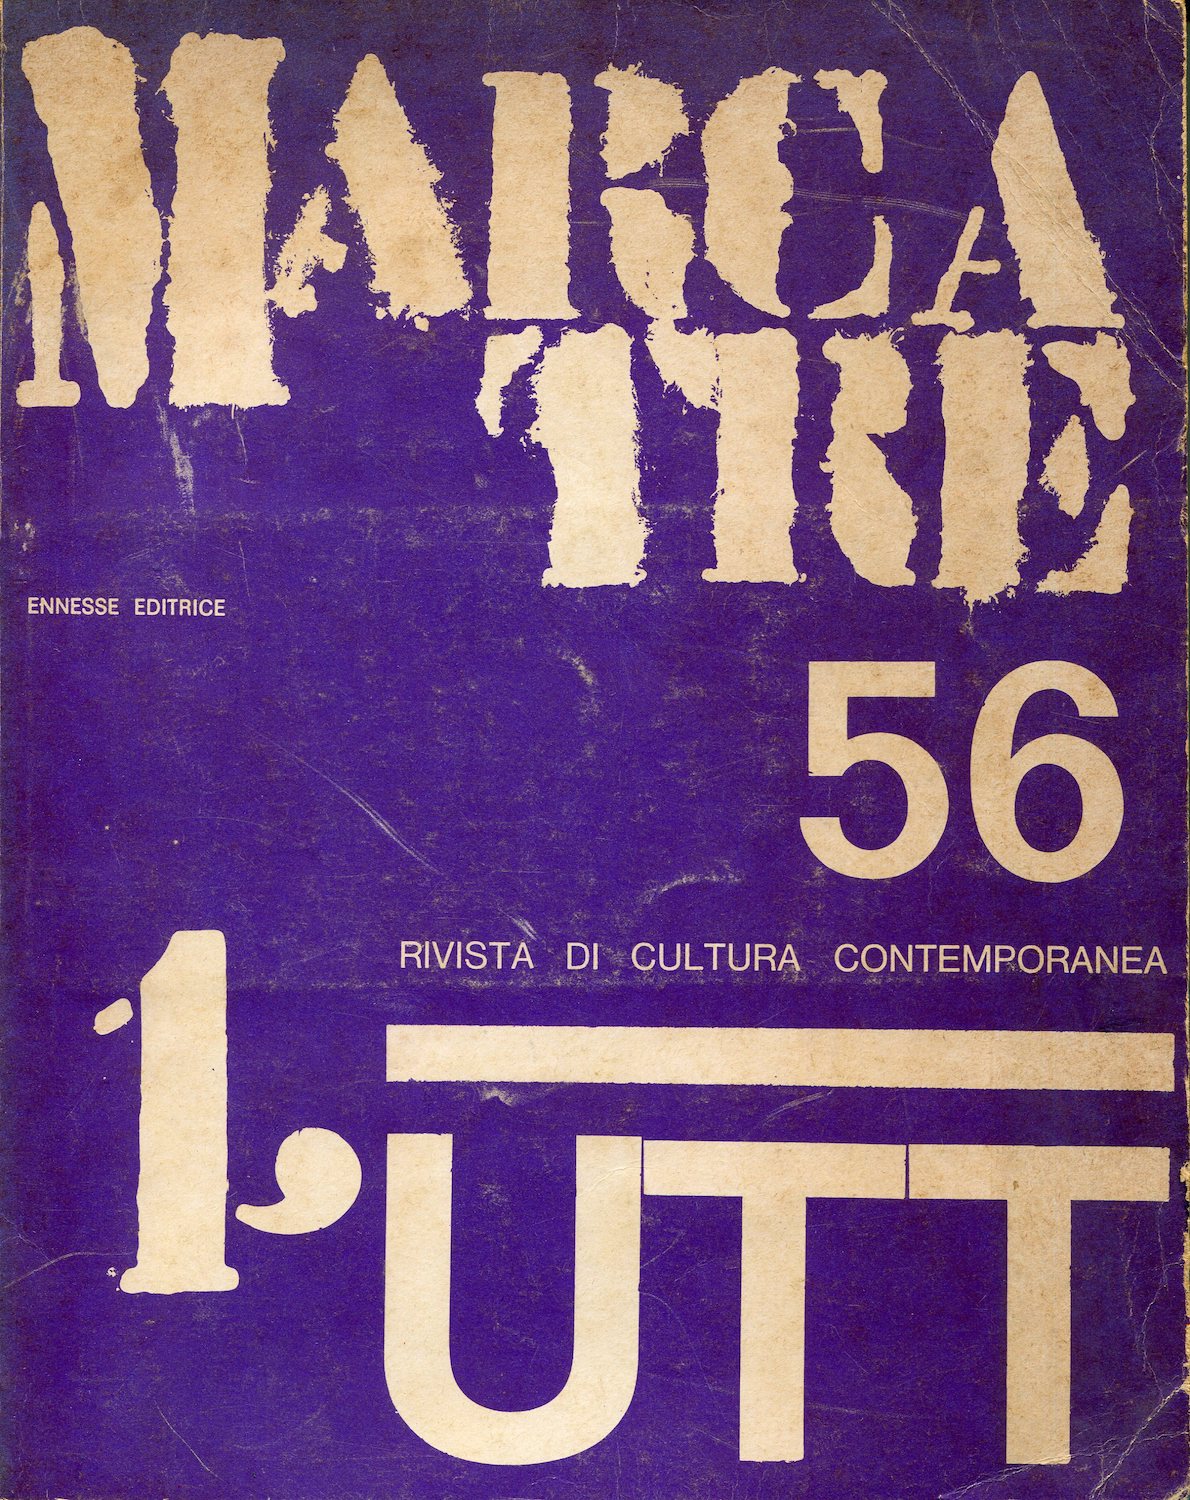 MARCA
TRE
ENNESSE EDITRICE
56
RIVISTA DI CULTURA CONTEMPORANEA
1,
UTT